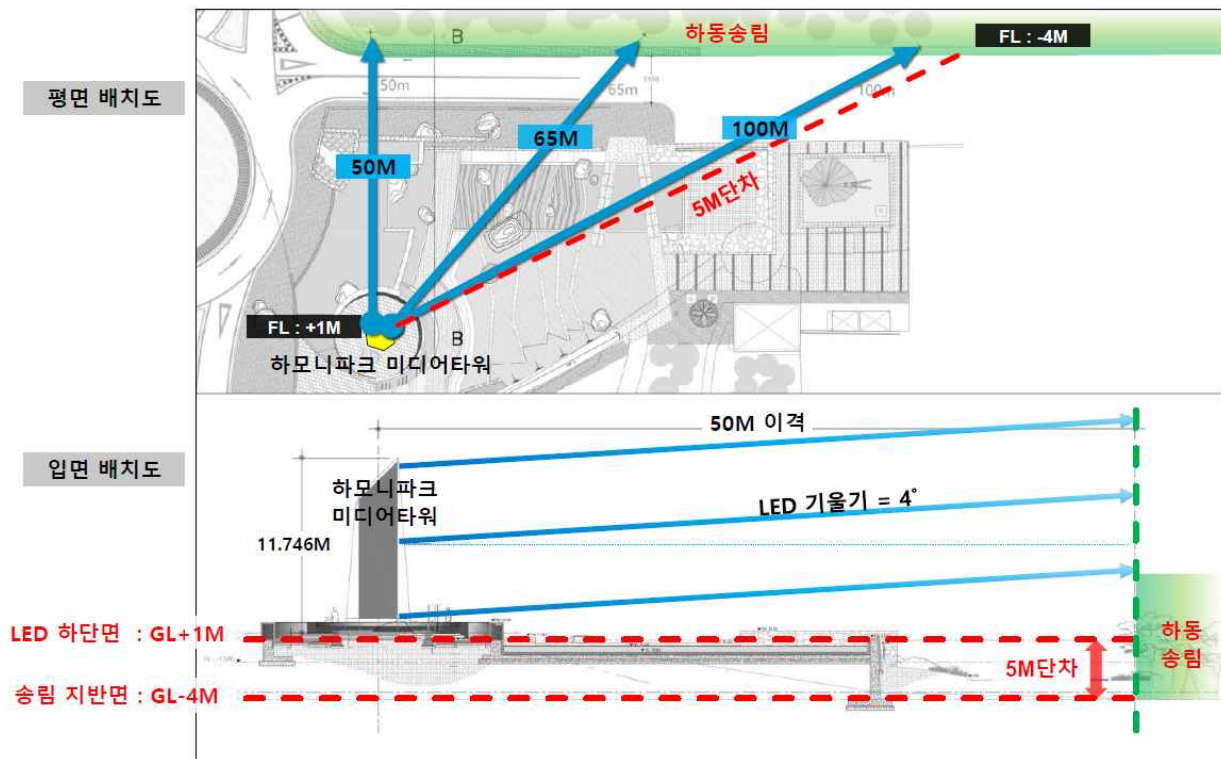 하동송림
FL : -4M
평면 배치도
B
50m
65m
100m
65M
100M
50M
5M단차
FL : +1M
B
하모니파크 미디어타워
50M 이격
입면 배치도
하모니파크
미디어타워
LED 기울기 = 4˚
11.746M
LED 하단면 : GL+1M
하동
송림
5M단차
송림 지반면 : GL-4M